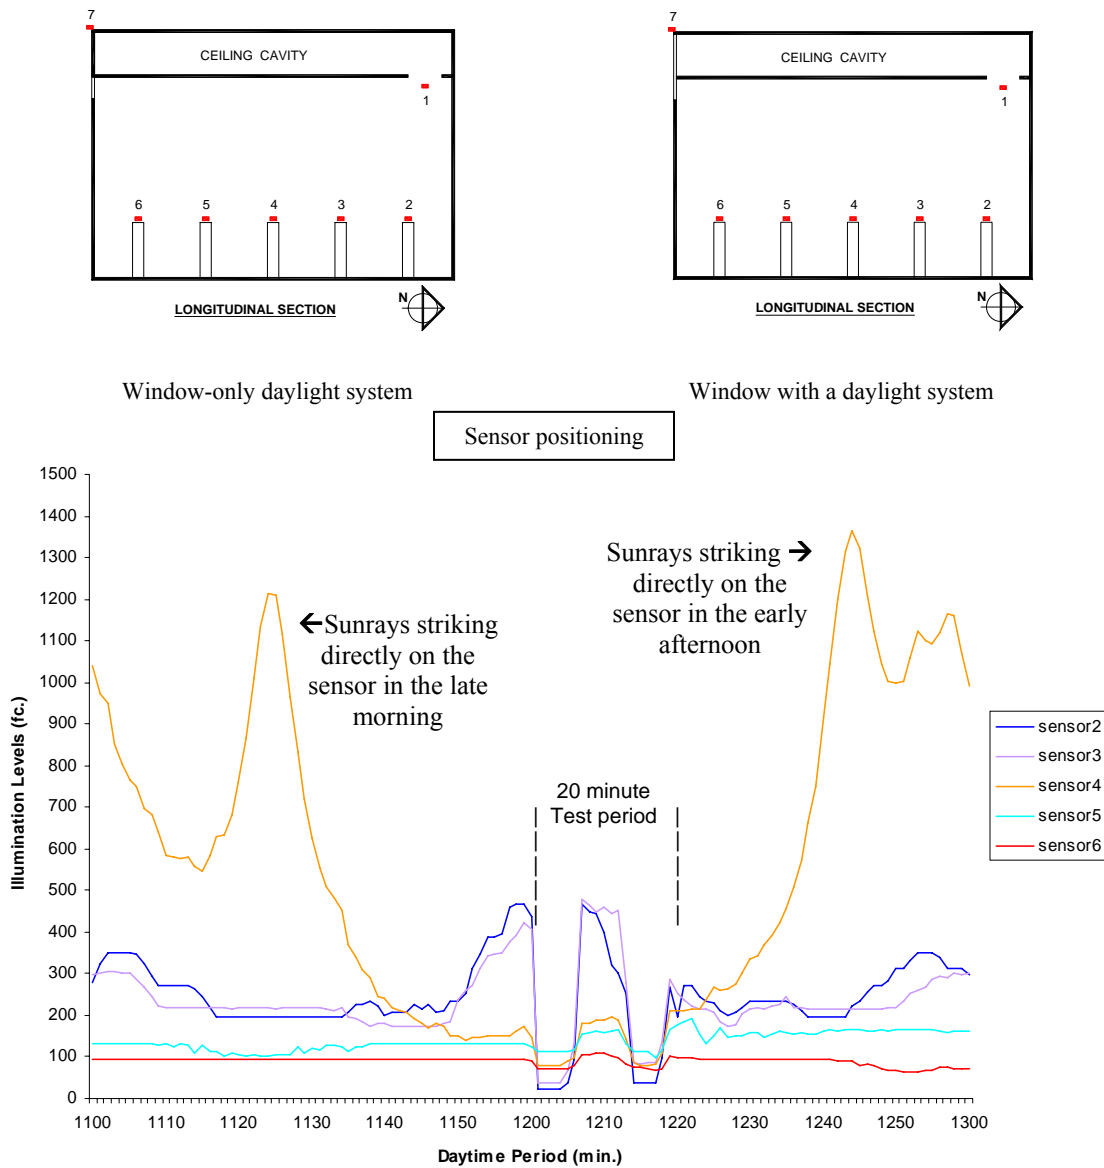 7
CEILING CAVITY
1
6 5 4 3 2
LONGITUDINAL SECTION
N
7
CEILING CAVITY
1
6 5 4 3 2
LONGITUDINAL SECTION
N
Window-only daylight system
Window with a daylight system
Sensor positioning
1500
1400
1300
1200
1100
1000
900
800
700
600
500
400
300
200
100
0
Illumination Levels (fc.)
←Sunrays striking
directly on the
sensor in the late
morning
20 minute
Test period
Sunrays striking →
directly on the
sensor in the early
afternoon
sensor2
sensor3
sensor4
sensor5
sensor6
1100 1110 1120 1130 1140 1150 1200 1210 1220 1230 1240 1250 1300
Daytime Period (min.)